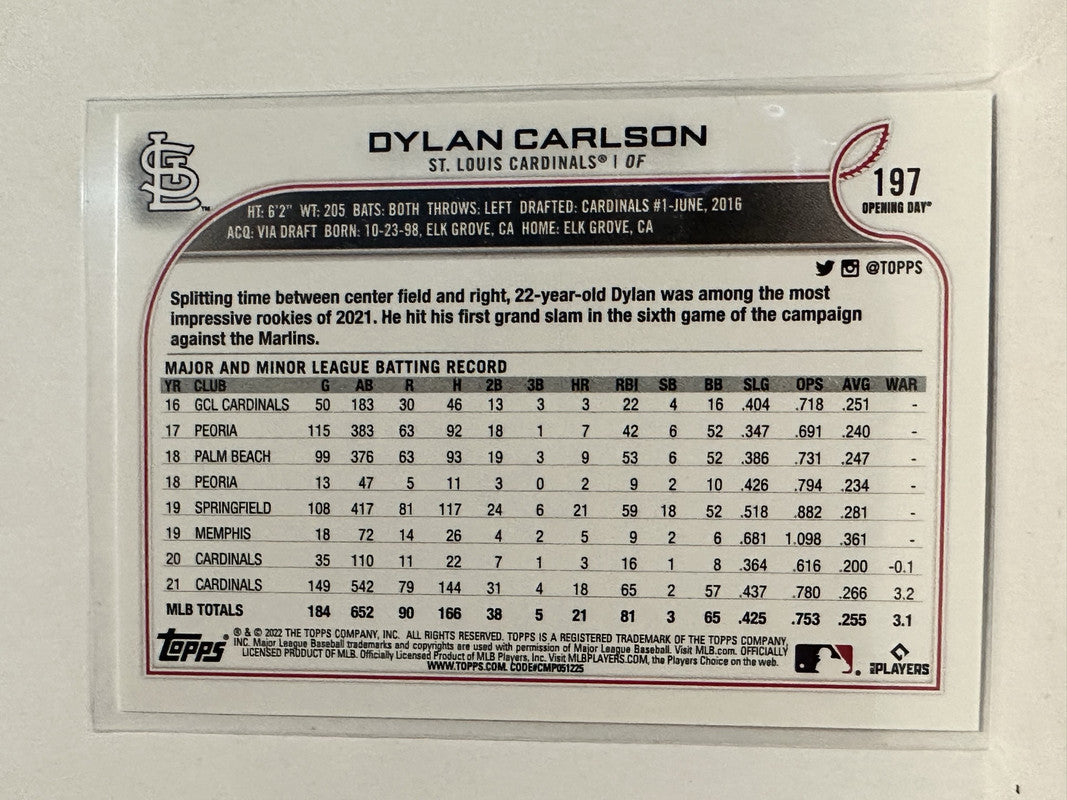 DYLAN CARLSON
ST. LOUIS CARDINALS® | OF
STL™
197
OPENING DAY®
HT: 6'2" WT: 205 BATS: BOTH THROWS: LEFT DRAFTED: CARDINALS #1-JUNE, 2016
ACQ: VIA DRAFT BORN: 10-23-98, ELK GROVE, CA HOME: ELK GROVE, CA
@TOPPS
Splitting time between center field and right, 22-year-old Dylan was among the most
impressive rookies of 2021. He hit his first grand slam in the sixth game of the campaign
against the Marlins.
MAJOR AND MINOR LEAGUE BATTING RECORD
YR CLUB G AB R H 2B 3B HR RBI SB BB SLG OPS AVG WAR
16 GCL CARDINALS 50 183 30 46 13 3 3 22 4 16 .404 .718 .251 -
17 PEORIA 115 383 63 92 18 1 7 42 6 52 .347 .691 .240 -
18 PALM BEACH 99 376 63 93 19 3 9 53 6 52 .386 .731 .247 -
18 PEORIA 13 47 5 11 3 0 2 9 2 10 .426 .794 .234 -
19 SPRINGFIELD 108 417 81 117 24 6 21 59 18 52 .518 .882 .281 -
19 MEMPHIS 18 72 14 26 4 2 5 9 2 6 .681 1.098 .361 -
20 CARDINALS 35 110 11 22 7 1 3 16 1 8 .364 .616 .200 -0.1
21 CARDINALS 149 542 79 144 31 4 18 65 2 57 .437 .780 .266 3.2
MLB TOTALS 184 652 90 166 38 5 21 81 3 65 .425 .753 .255 3.1
topps®
® & © 2022 THE TOPPS COMPANY, INC. ALL RIGHTS RESERVED. TOPPS IS A REGISTERED TRADEMARK OF THE TOPPS COMPANY,
INC. Major League Baseball trademarks and copyrights are used with permission of Major League Baseball. Visit MLB.com. OFFICIALLY
LICENSED PRODUCT OF MLB. Officially Licensed Product of MLB Players, Inc. Visit MLBPLAYERS.COM, the Players Choice on the web.
WWW.TOPPS.COM. CODE#CMP051225
MLB PLAYERS